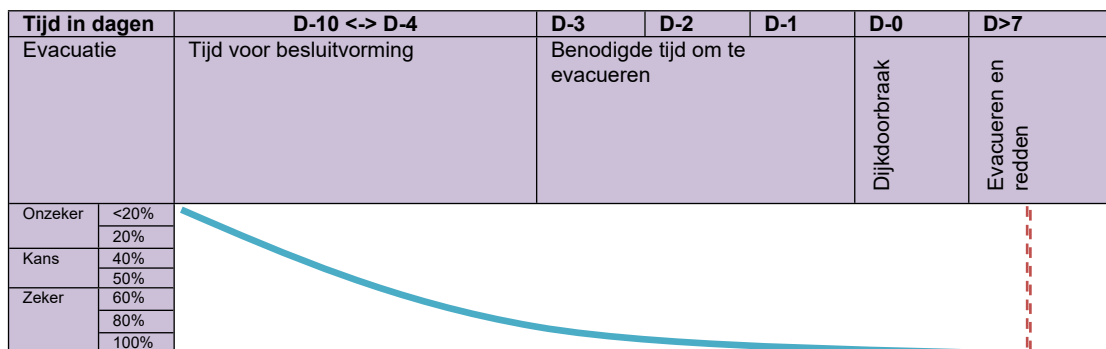 Tijd in dagen D-10 <-> D-4 D-3 D-2 D-1 D-0 D>7
Evacuatie Tijd voor besluitvorming Benodigde tijd om te
evacueren
Dijkdoorbraak
Evacueren en
redden
Onzeker <20%
20%
Kans 40%
50%
Zeker 60%
80%
100%